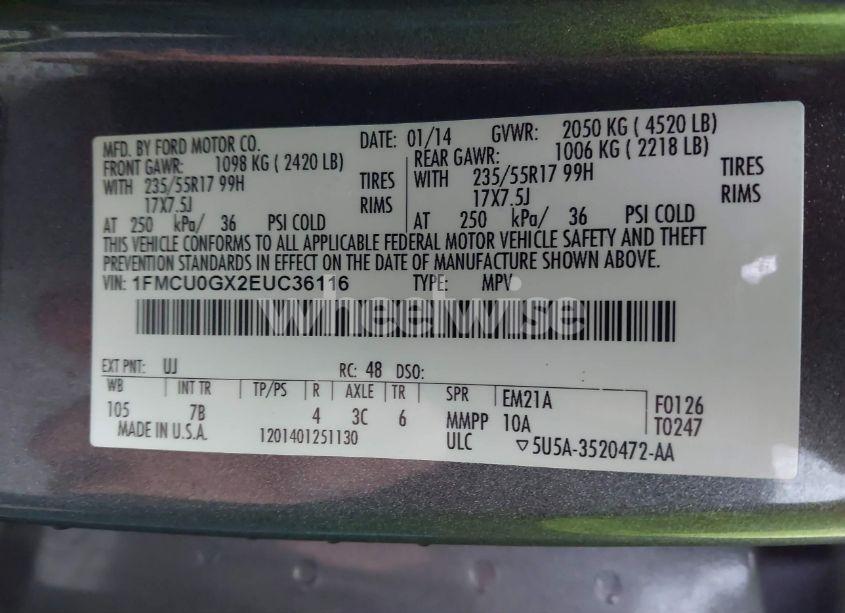 MFD. BY FORD MOTOR CO. DATE: 01/14 GVWR: 2050 KG ( 4520 LB)
FRONT GAWR: 1098 KG ( 2420 LB) REAR GAWR: 1006 KG ( 2218 LB)
WITH 235/55R17 99H TIRES WITH 235/55R17 99H TIRES
17X7.5J RIMS 17X7.5J RIMS
AT 250 kPa/ 36 PSI COLD AT 250 kPa/ 36 PSI COLD
THIS VEHICLE CONFORMS TO ALL APPLICABLE FEDERAL MOTOR VEHICLE SAFETY AND THEFT
PREVENTION STANDARDS IN EFFECT ON THE DATE OF MANUFACTURE SHOWN ABOVE.
VIN: 1FMCU0GX2EUC36116 TYPE: MPV
wheelwise
EXT PNT: UJ RC: 48 DSO:
WB INT TR TP/PS R AXLE TR SPR EM21A F0126
105 7B 4 3C 6 MMPP 10A T0247
MADE IN U.S.A. 1201401251130 ULC ▽5U5A-3520472-AA